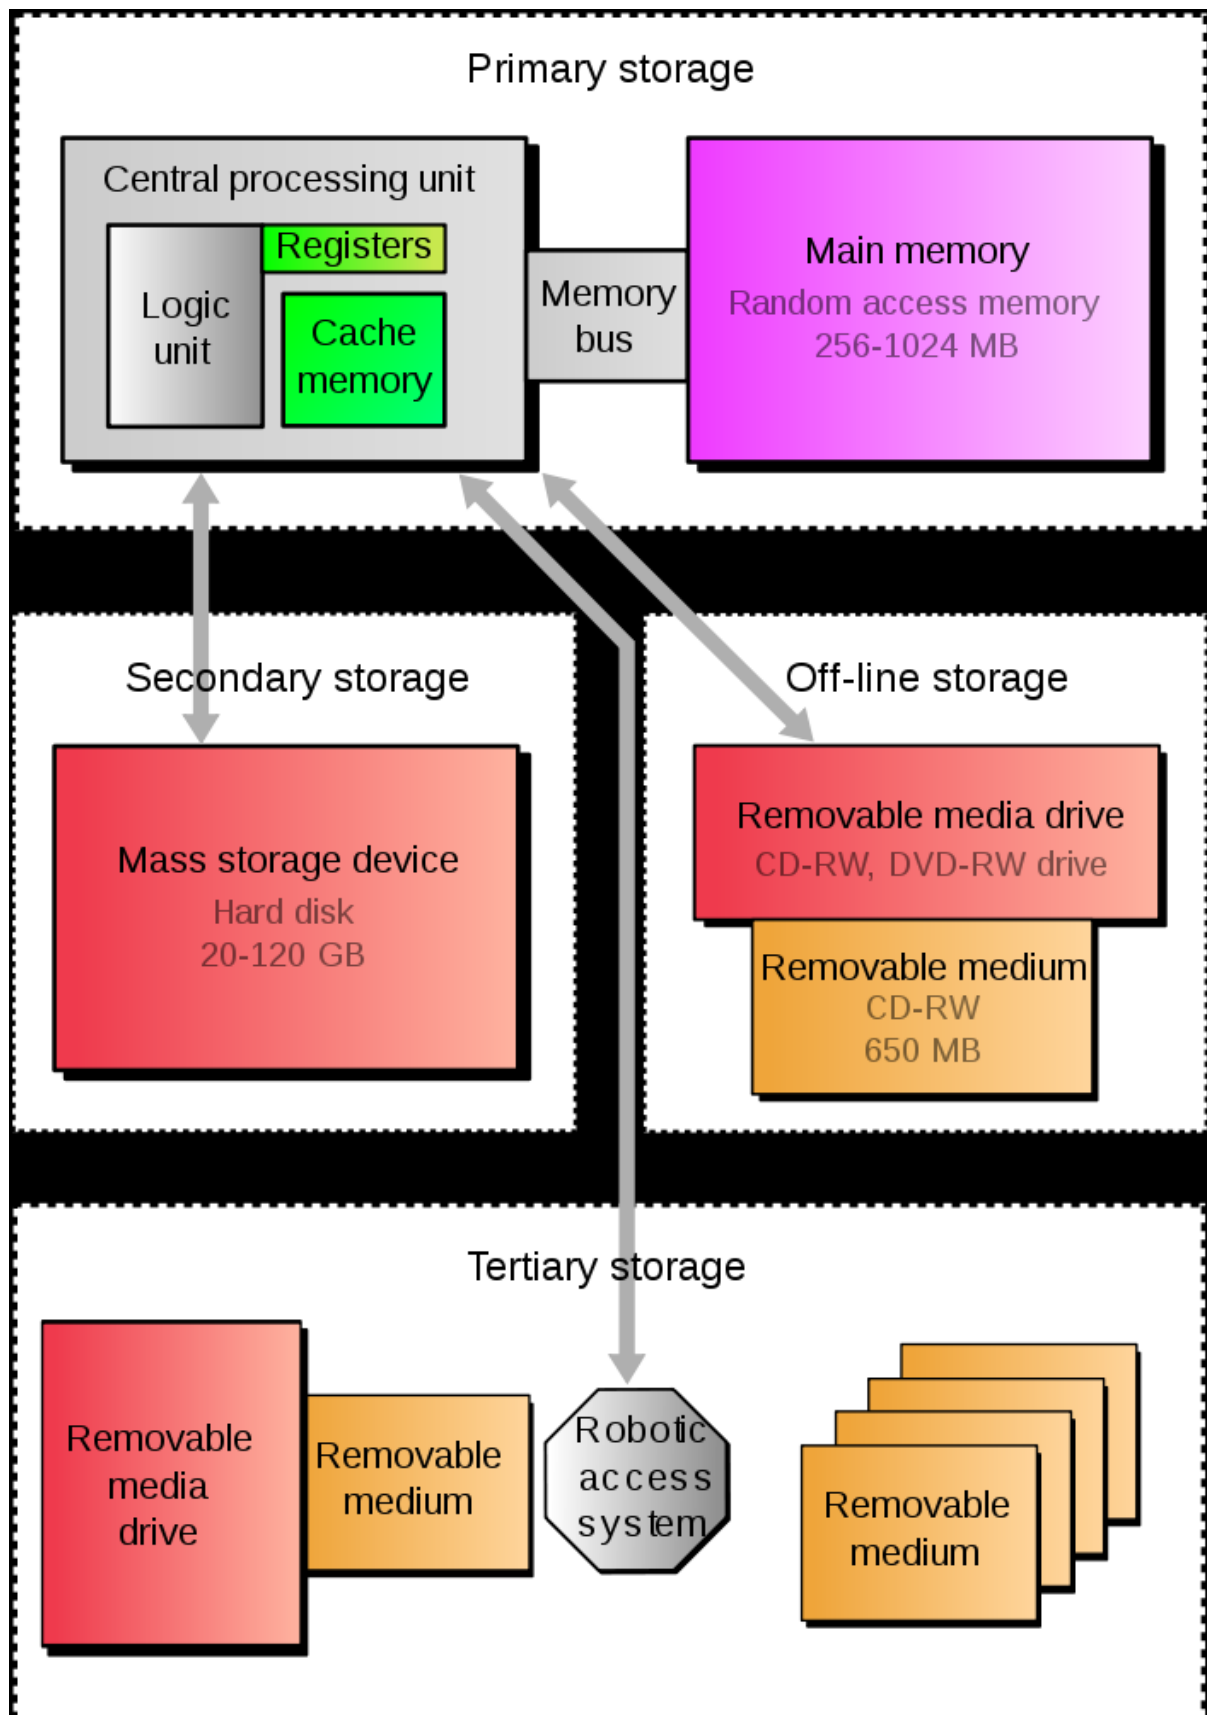 Primary storage
Central processing unit
Registers
Logic
unit
Cache
memory
Memory
bus
Main memory
Random access memory
256-1024 MB
Secondary storage
Mass storage device
Hard disk
20-120 GB
Off-line storage
Removable media drive
CD-RW, DVD-RW drive
Removable medium
CD-RW
650 MB
Tertiary storage
Removable
media
drive
Removable
medium
Robotic
access
system
Removable
medium